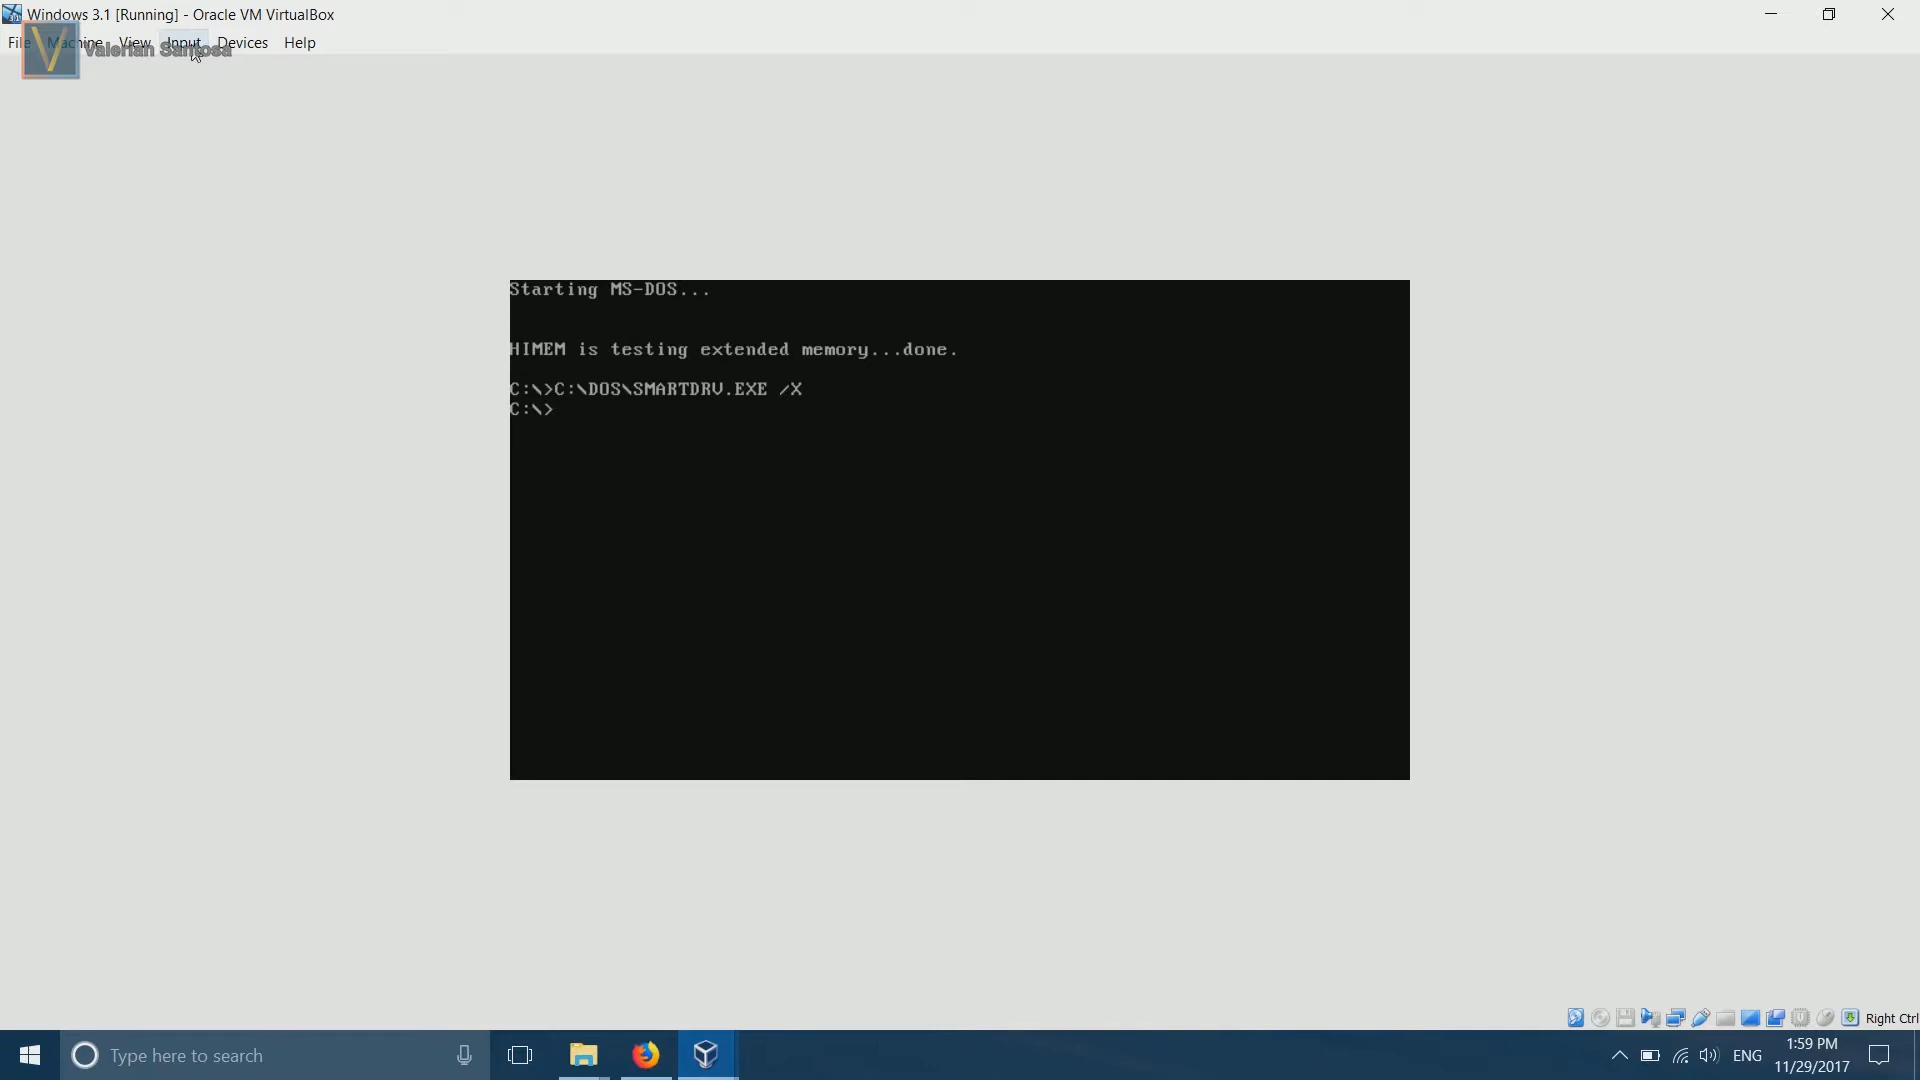 Windows 3.1 [Running] - Oracle VM VirtualBox
File Machine View Input Devices Help
V Valerian Santosa
Starting MS-DOS...
HIMEM is testing extended memory...done.
C:\>C:\DOS\SMARTDRV.EXE /X
C:\>
Right Ctrl
Type here to search
ENG
1:59 PM
11/29/2017